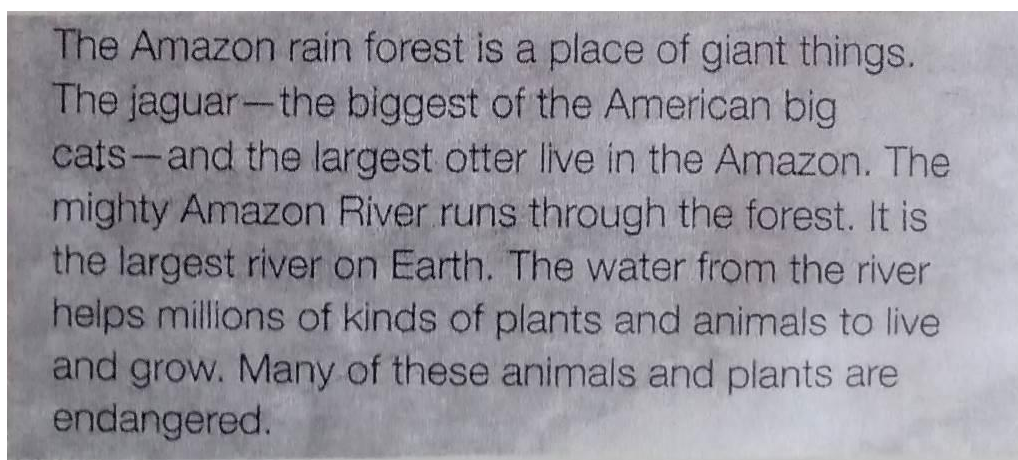 The Amazon rain forest is a place of giant things.
The jaguar—the biggest of the American big
cats—and the largest otter live in the Amazon. The
mighty Amazon River runs through the forest. It is
the largest river on Earth. The water from the river
helps millions of kinds of plants and animals to live
and grow. Many of these animals and plants are
endangered.